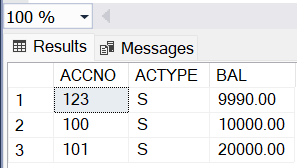 100 %
Results Messages
ACCNO ACTYPE BAL
1 123 S 9990.00
2 100 S 10000.00
3 101 S 20000.00